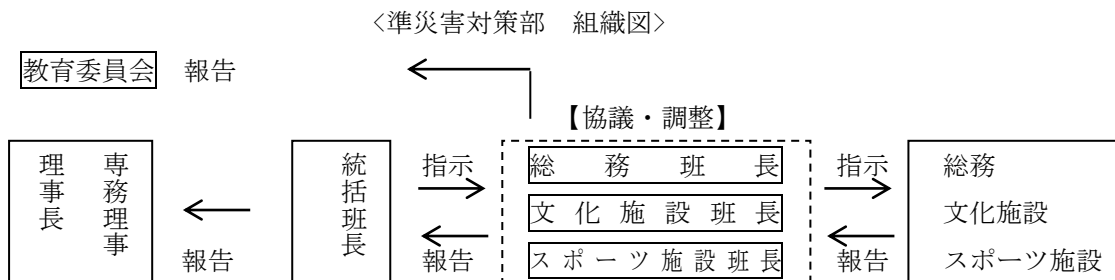 <準災害対策部　組織図>
教育委員会　報告
【協議・調整】
専務理事
理事長
報告
統括班長
指示
報告
総務班長
文化施設班長
スポーツ施設班長
指示
報告
総務
文化施設
スポーツ施設